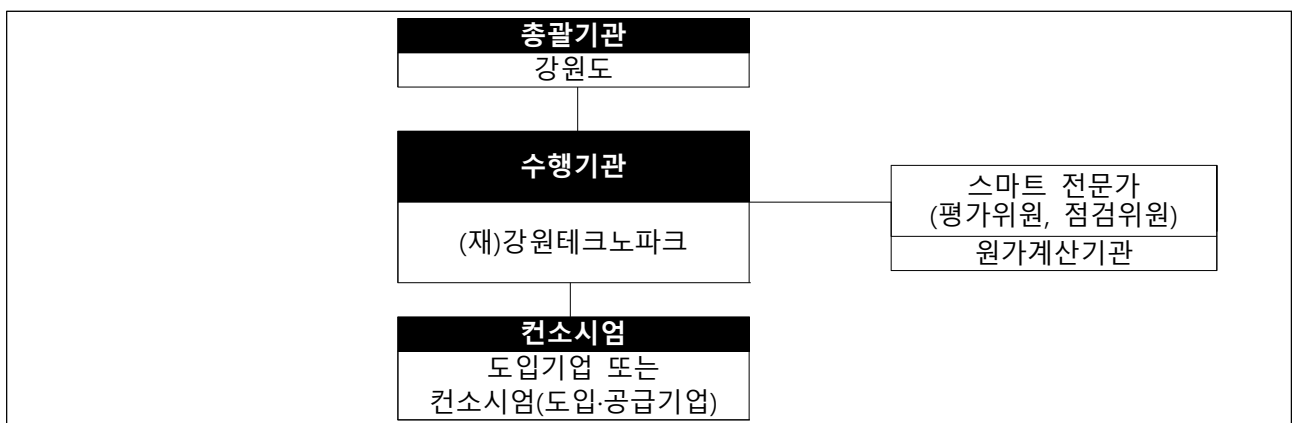 총괄기관
강원도
수행기관
(재)강원테크노파크
스마트 전문가
(평가위원, 점검위원)
원가계산기관
컨소시엄
도입기업 또는
컨소시엄(도입·공급기업)